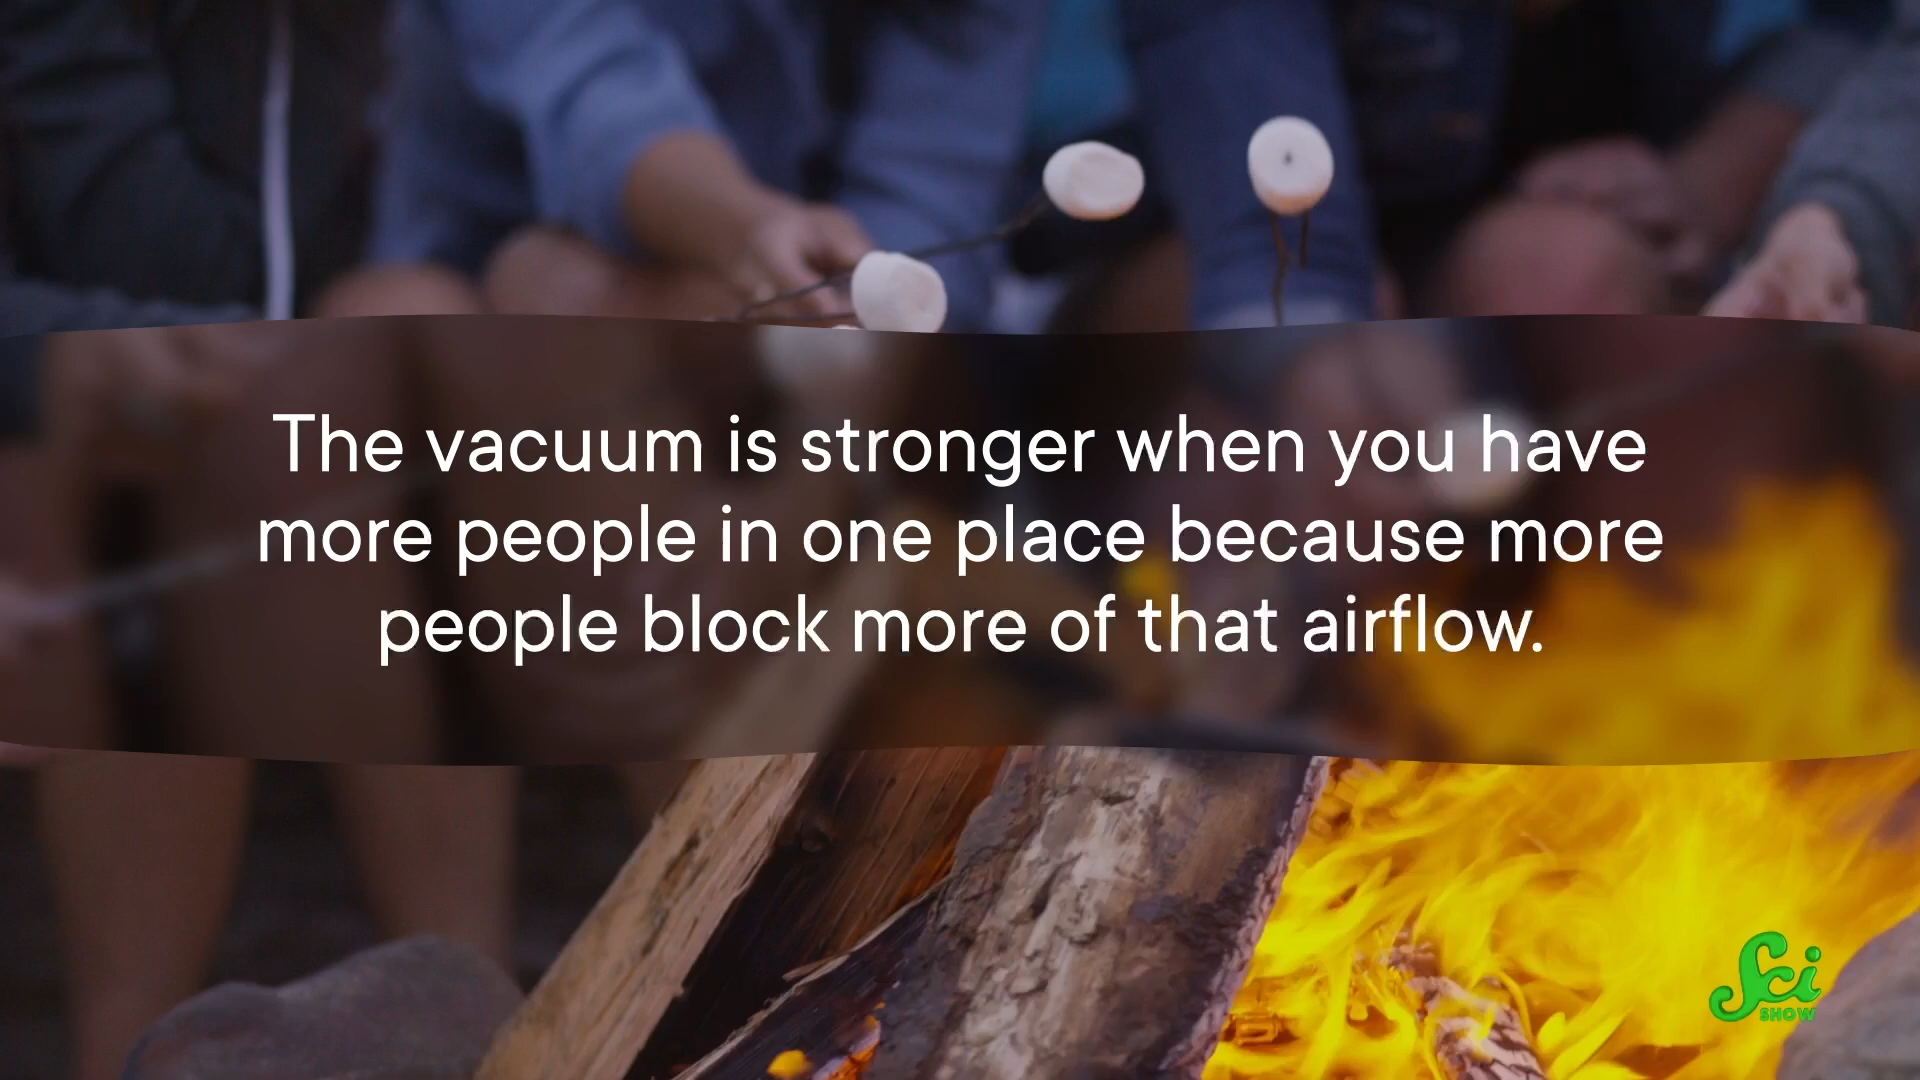 The vacuum is stronger when you have
more people in one place because more
people block more of that airflow.
Sci
SHOW